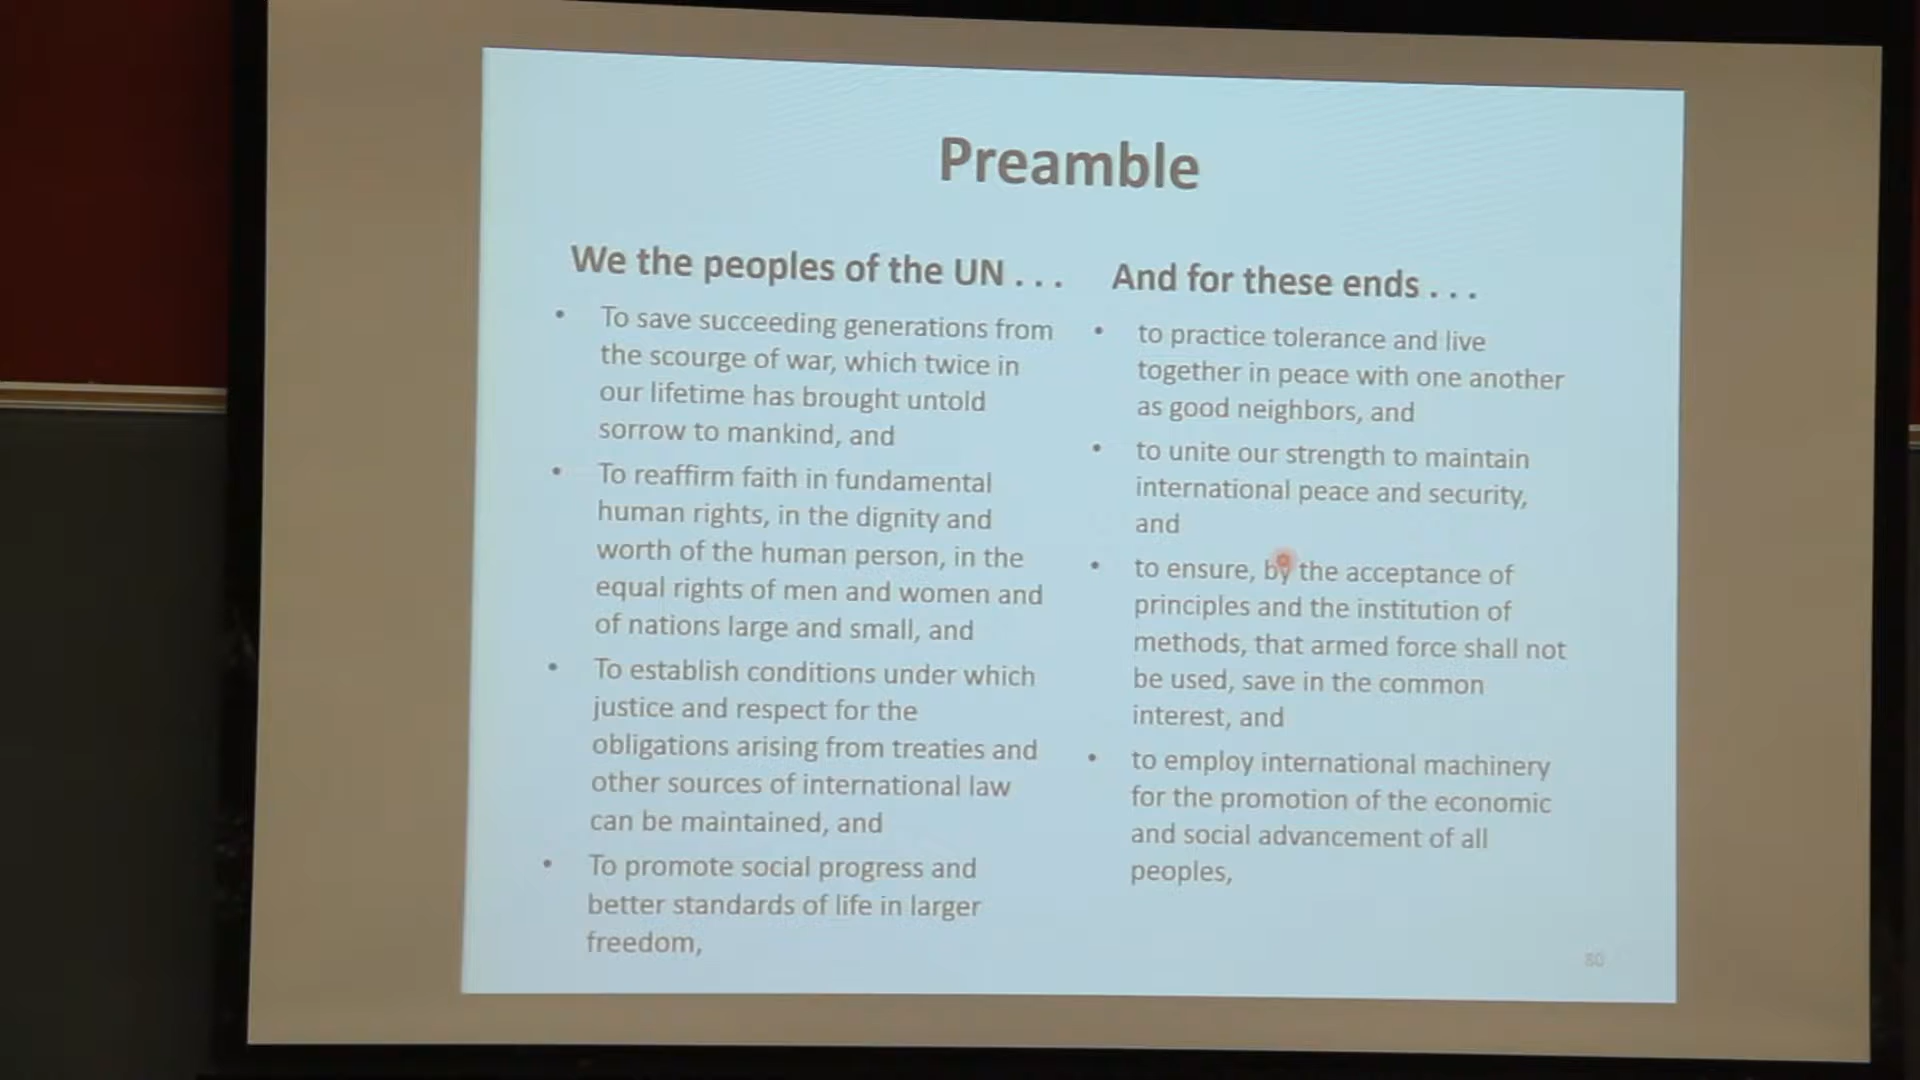 Preamble
We the peoples of the UN . . .
• To save succeeding generations from
the scourge of war, which twice in
our lifetime has brought untold
sorrow to mankind, and
• To reaffirm faith in fundamental
human rights, in the dignity and
worth of the human person, in the
equal rights of men and women and
of nations large and small, and
• To establish conditions under which
justice and respect for the
obligations arising from treaties and
other sources of international law
can be maintained, and
• To promote social progress and
better standards of life in larger
freedom,
And for these ends . . .
• to practice tolerance and live
together in peace with one another
as good neighbors, and
• to unite our strength to maintain
international peace and security,
and
• to ensure, by the acceptance of
principles and the institution of
methods, that armed force shall not
be used, save in the common
interest, and
• to employ international machinery
for the promotion of the economic
and social advancement of all
peoples,
80